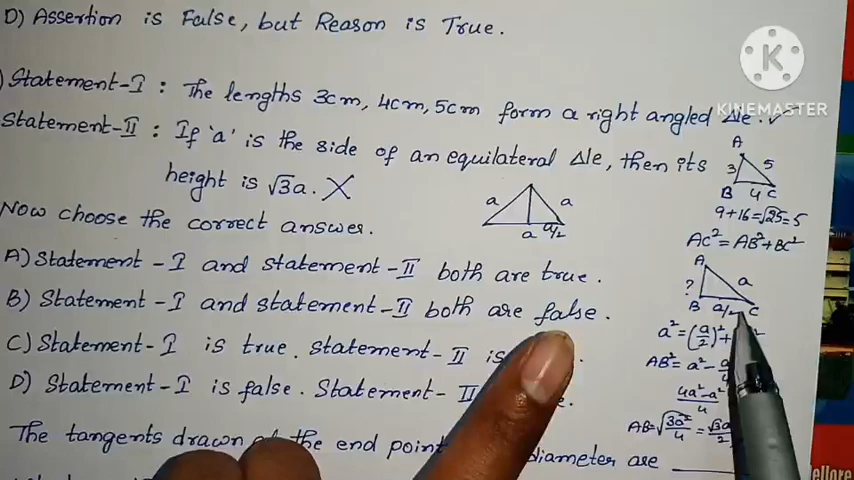 D) Assertion is False, but Reason is True.
Statement-I : The lengths 3cm, 4cm, 5cm form a right angled Δle. ✓
Statement-II : If 'a' is the side of an equilateral Δle, then its
height is √3a. X
Now choose the correct answer.
A) Statement-I and statement-II both are true.
B) Statement-I and statement-II both are false.
C) Statement-I is true. Statement-II is
D) Statement-I is false. Statement-II
The tangents drawn at the end diameter are
a a
a a/2
KINEMASTER
A
3 5
B 4 C
9+16=√25=5
AC²=AB²+BC²
A
? a
B a/2 C
a²=(a/2)²+
AB²=a²-
4a²-a²
4
AB=√3a²/4=√3a/2
llore